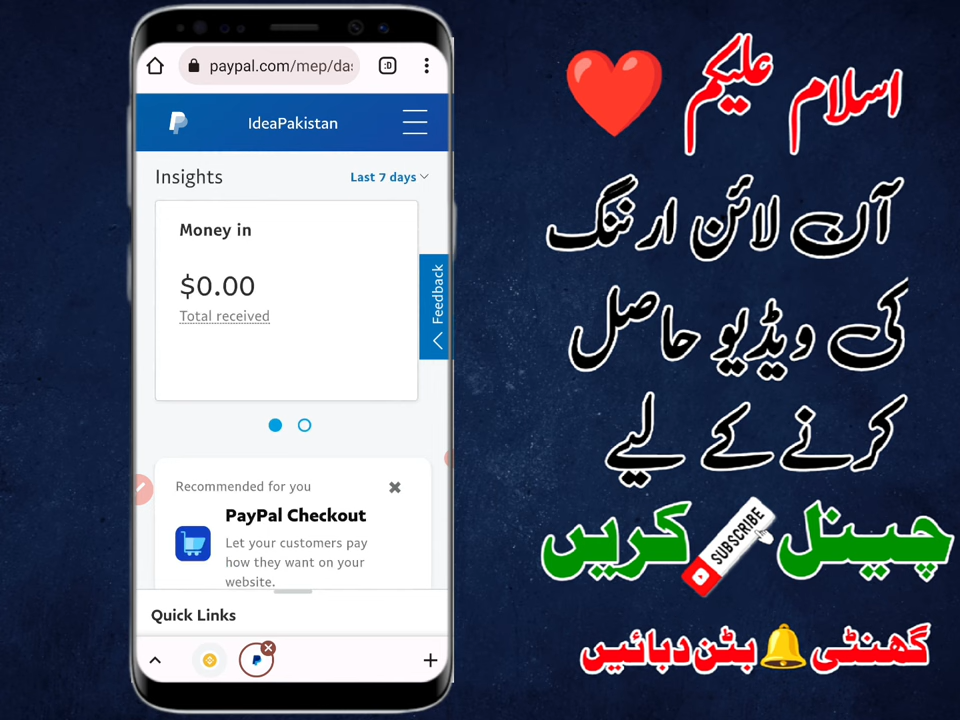 paypal.com/mep/da
:D
IdeaPakistan
Insights
Last 7 days
Money in
$0.00
Total received
Feedback
Recommended for you
PayPal Checkout
Let your customers pay
how they want on your
website.
Quick Links
اسلام علیکم
آن لائن ارننگ
کی ویڈیو حاصل
کرنے کے لیے
چینل SUBSCRIBE کریں
گھنٹی بٹن دبائیں